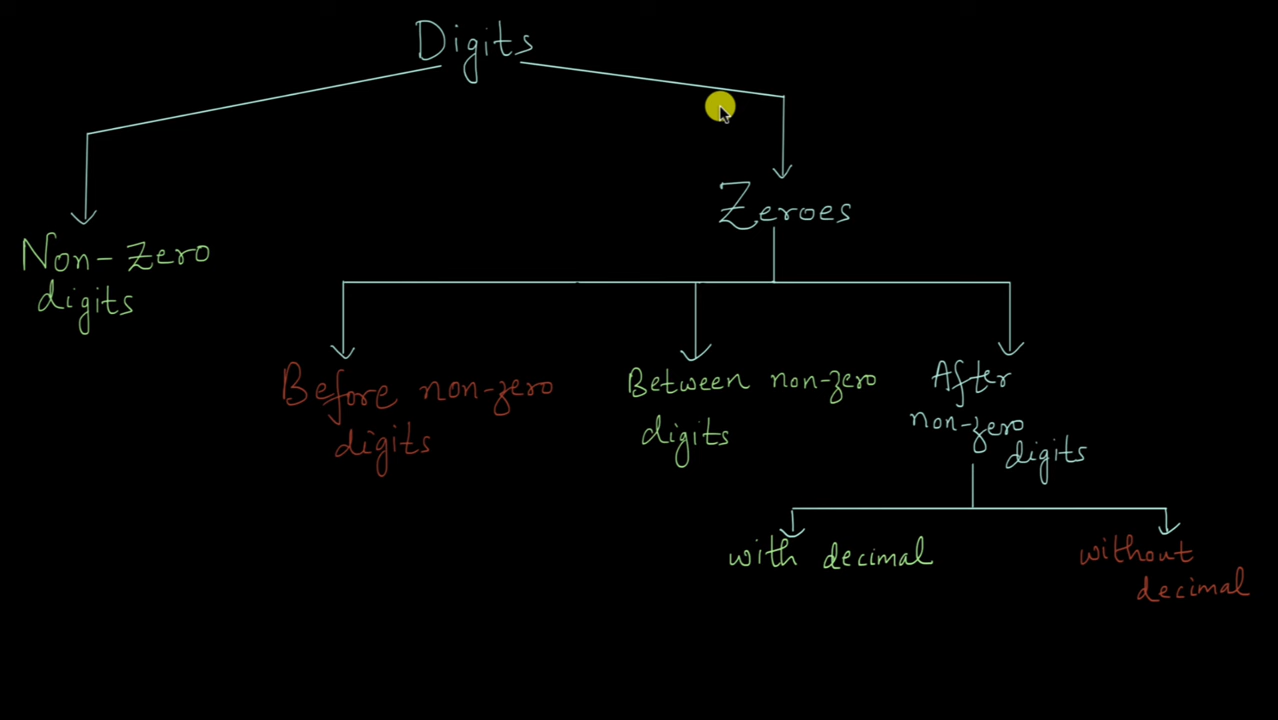 Digits
Zeroes
Non-Zero
digits
Before non-zero
digits
Between non-zero
digits
After
non-zero
digits
with decimal
without
decimal